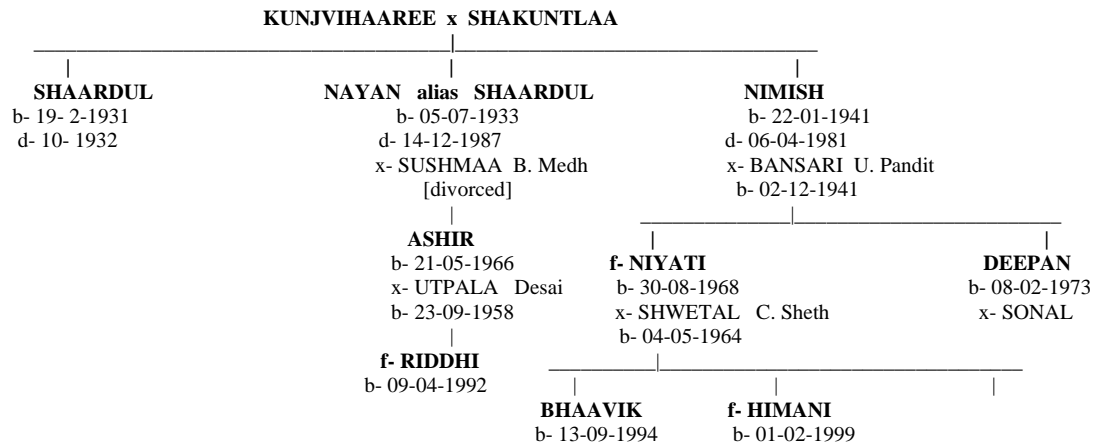 KUNJVIHAAREE x SHAKUNTLAA
SHAARDUL NAYAN alias SHAARDUL NIMISH
b- 19- 2-1931 b- 05-07-1933 b- 22-01-1941
d- 10- 1932 d- 14-12-1987 d- 06-04-1981
x- SUSHMAA B. Medh x- BANSARI U. Pandit
[divorced] b- 02-12-1941
ASHIR f- NIYATI DEEPAN
b- 21-05-1966 b- 30-08-1968 b- 08-02-1973
x- UTPALA Desai x- SHWETAL C. Sheth x- SONAL
b- 23-09-1958 b- 04-05-1964
f- RIDDHI
b- 09-04-1992
BHAAVIK f- HIMANI
b- 13-09-1994 b- 01-02-1999